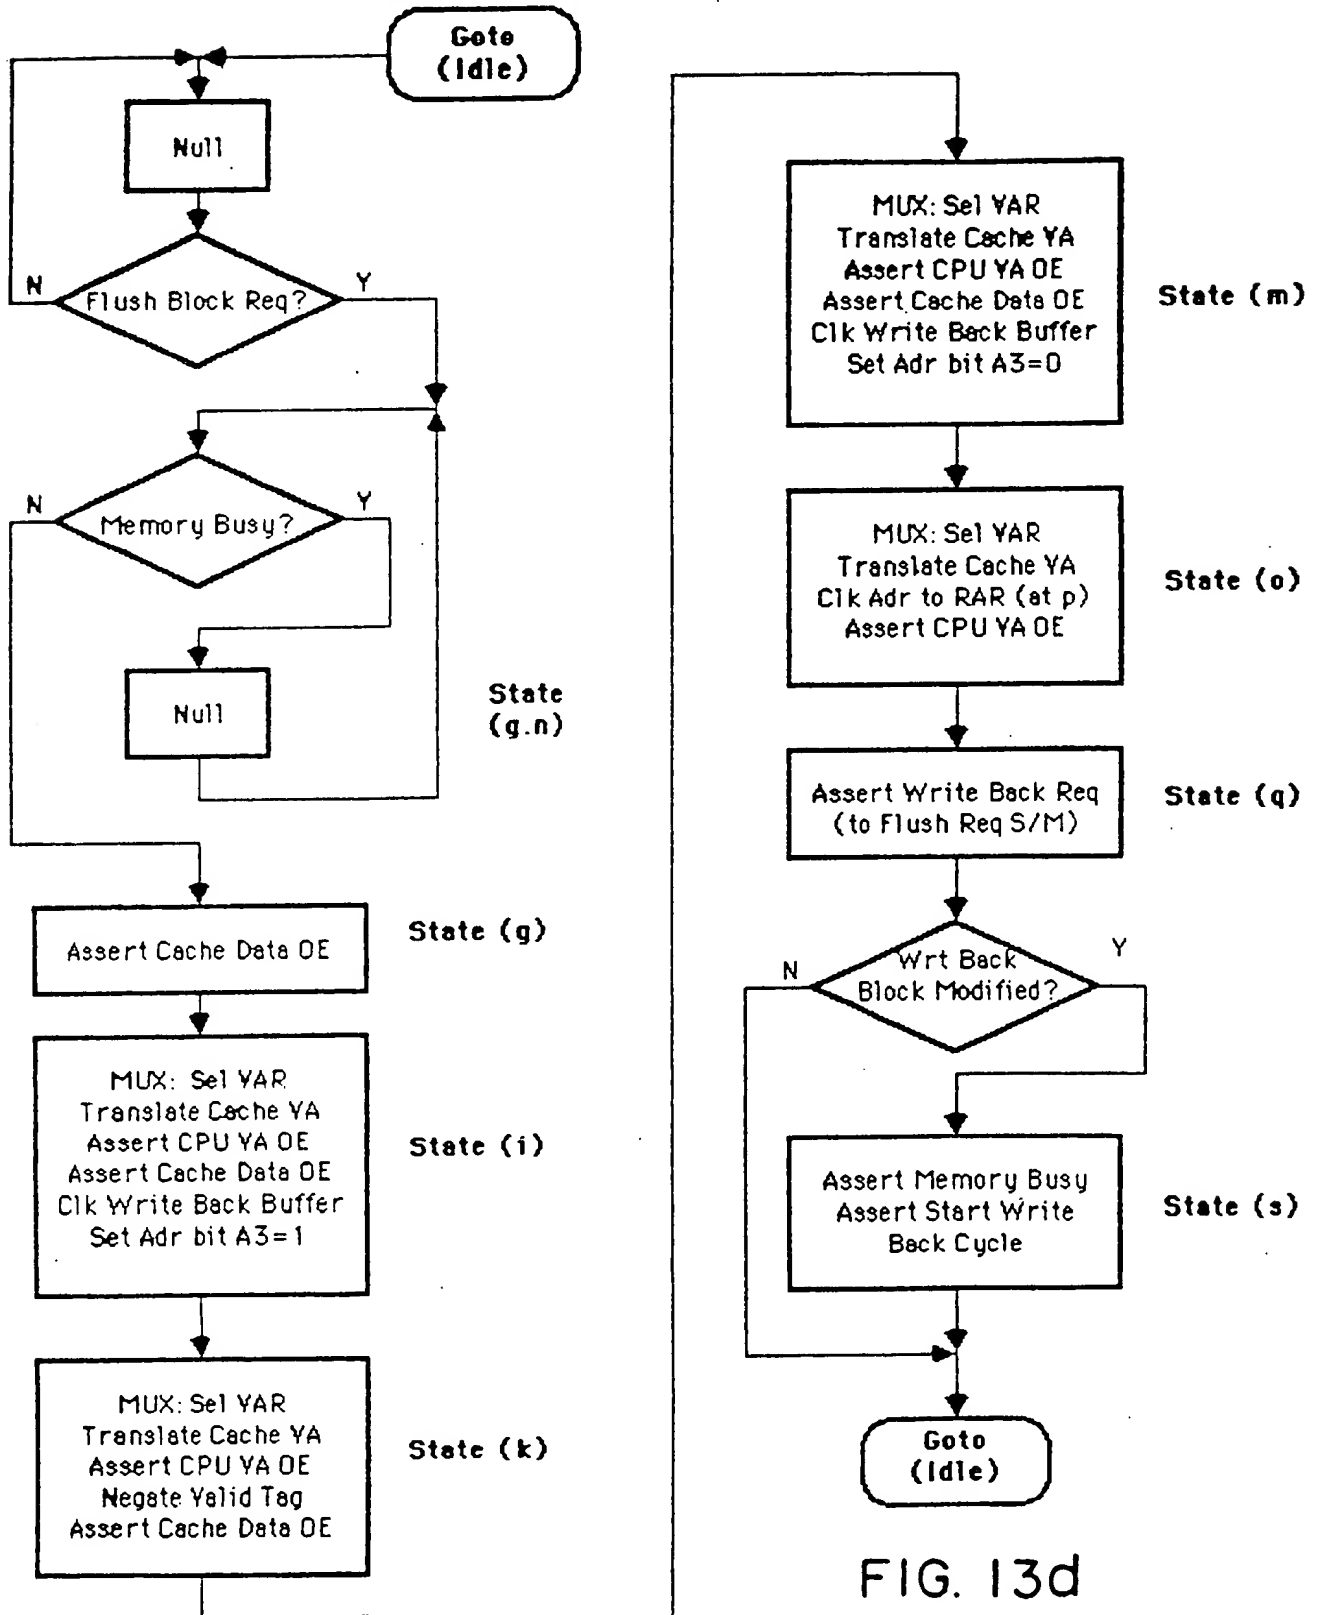 Goto
(Idle)
Null
Flush Block Req?
N
Y
Memory Busy?
N
Y
Null
State
(g.n)
Assert Cache Data OE
State (g)
MUX: Sel VAR
Translate Cache VA
Assert CPU VA OE
Assert Cache Data OE
Clk Write Back Buffer
Set Adr bit A3=1
State (i)
MUX: Sel VAR
Translate Cache VA
Assert CPU VA OE
Negate Valid Tag
Assert Cache Data OE
State (k)
MUX: Sel VAR
Translate Cache VA
Assert CPU VA OE
Assert Cache Data OE
Clk Write Back Buffer
Set Adr bit A3=0
State (m)
MUX: Sel VAR
Translate Cache VA
Clk Adr to RAR (at p)
Assert CPU VA OE
State (o)
Assert Write Back Req
(to Flush Req S/M)
State (q)
Wrt Back
Block Modified?
N
Y
Assert Memory Busy
Assert Start Write
Back Cycle
State (s)
Goto
(Idle)
FIG. 13d